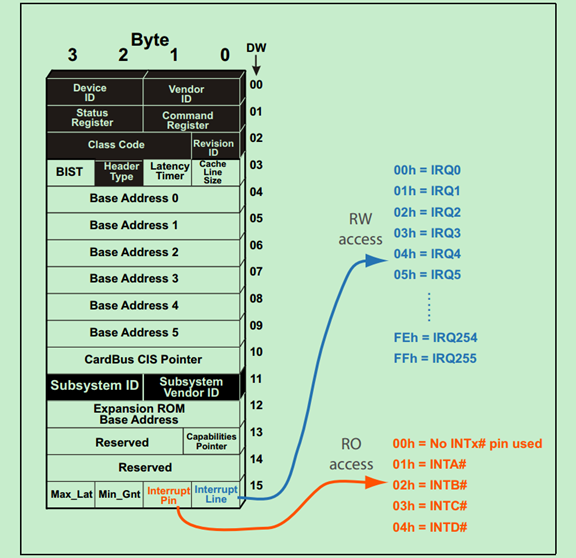 Byte
3 2 1 0 DW
Device ID Vendor ID 00
Status Register Command Register 01
Class Code Revision ID 02
BIST Header Type Latency Timer Cache Line Size 03
Base Address 0 04
Base Address 1 05
Base Address 2 06
Base Address 3 07
Base Address 4 08
Base Address 5 09
CardBus CIS Pointer 10
Subsystem ID Subsystem Vendor ID 11
Expansion ROM Base Address 12
Reserved Capabilities Pointer 13
Reserved 14
Max_Lat Min_Gnt Interrupt Pin Interrupt Line 15
RW access
00h = IRQ0
01h = IRQ1
02h = IRQ2
03h = IRQ3
04h = IRQ4
05h = IRQ5
FEh = IRQ254
FFh = IRQ255
RO access
00h = No INTx# pin used
01h = INTA#
02h = INTB#
03h = INTC#
04h = INTD#